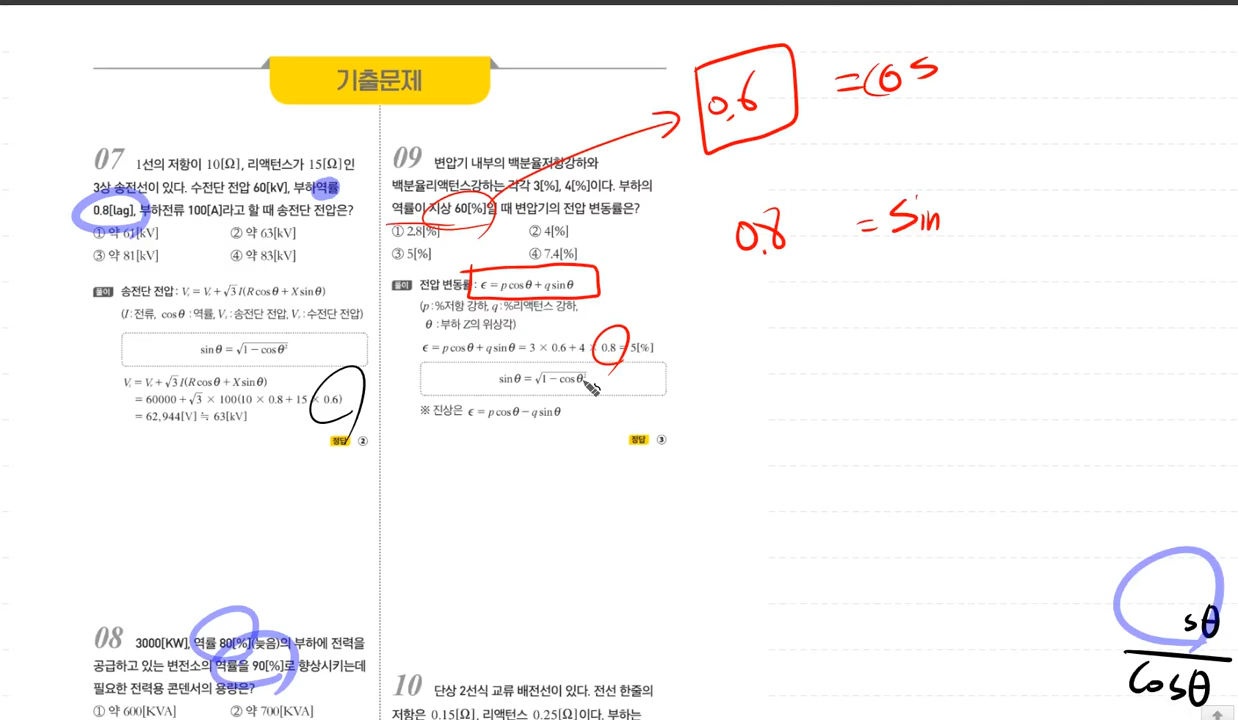 기출문제
07 1선의 저항이 10[Ω], 리액턴스가 15[Ω]인
3상 송전선이 있다. 수전단 전압 60[kV], 부하역률
0.8[lag], 부하전류 100[A]라고 할 때 송전단 전압은?
① 약 61[kV] ② 약 63[kV]
③ 약 81[kV] ④ 약 83[kV]
풀이 송전단 전압 : Vₛ = Vᵣ + √3 I(Rcosθ + Xsinθ)
(I : 전류, cosθ : 역률, Vₛ : 송전단 전압, Vᵣ : 수전단 전압)
sinθ = √1 − cosθ²
Vₛ = Vᵣ + √3 I(Rcosθ + Xsinθ)
= 60000 + √3 × 100(10 × 0.8 + 15 × 0.6)
= 62,944[V] ≒ 63[kV]
정답 ②
08 3000[KW], 역률 80[%](늦음)의 부하에 전력을
공급하고 있는 변전소의 역률을 90[%]로 향상시키는데
필요한 전력용 콘덴서의 용량은?
① 약 600[KVA] ② 약 700[KVA]
09 변압기 내부의 백분율저항강하와
백분율리액턴스강하는 각각 3[%], 4[%]이다. 부하의
역률이 지상 60[%]일 때 변압기의 전압 변동률은?
① 2.8[%] ② 4[%]
③ 5[%] ④ 7.4[%]
풀이 전압 변동률 : ϵ = pcosθ + qsinθ
(p : %저항 강하, q : %리액턴스 강하,
θ : 부하 Z의 위상각)
ϵ = pcosθ + qsinθ = 3 × 0.6 + 4 × 0.8 = 5[%]
sinθ = √1 − cosθ²
※ 진상은 ϵ = pcosθ − qsinθ
정답 ③
10 단상 2선식 교류 배전선이 있다. 전선 한줄의
저항은 0.15[Ω], 리액턴스 0.25[Ω]이다. 부하는
0.6 = cos
0.8 = sin
sθ
cosθ